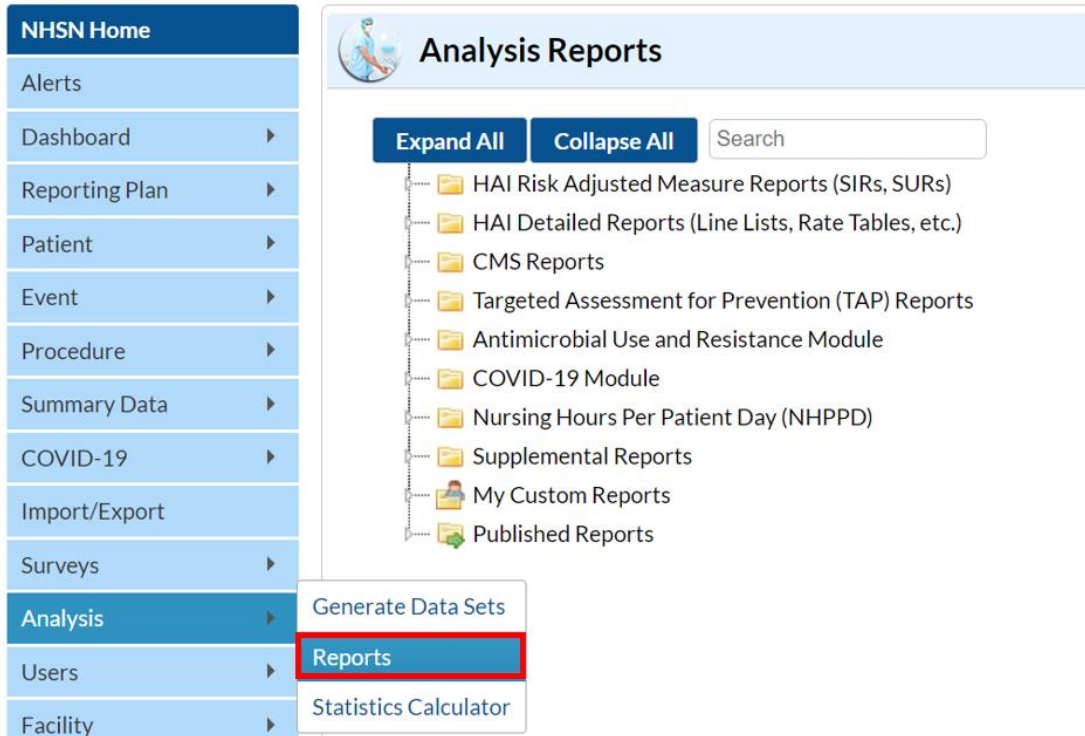 NHSN Home
Alerts
Dashboard
Reporting Plan
Patient
Event
Procedure
Summary Data
COVID-19
Import/Export
Surveys
Analysis
Users
Facility
Analysis Reports
Expand All
Collapse All
Search
HAI Risk Adjusted Measure Reports (SIRs, SURs)
HAI Detailed Reports (Line Lists, Rate Tables, etc.)
CMS Reports
Targeted Assessment for Prevention (TAP) Reports
Antimicrobial Use and Resistance Module
COVID-19 Module
Nursing Hours Per Patient Day (NHPPD)
Supplemental Reports
My Custom Reports
Published Reports
Generate Data Sets
Reports
Statistics Calculator